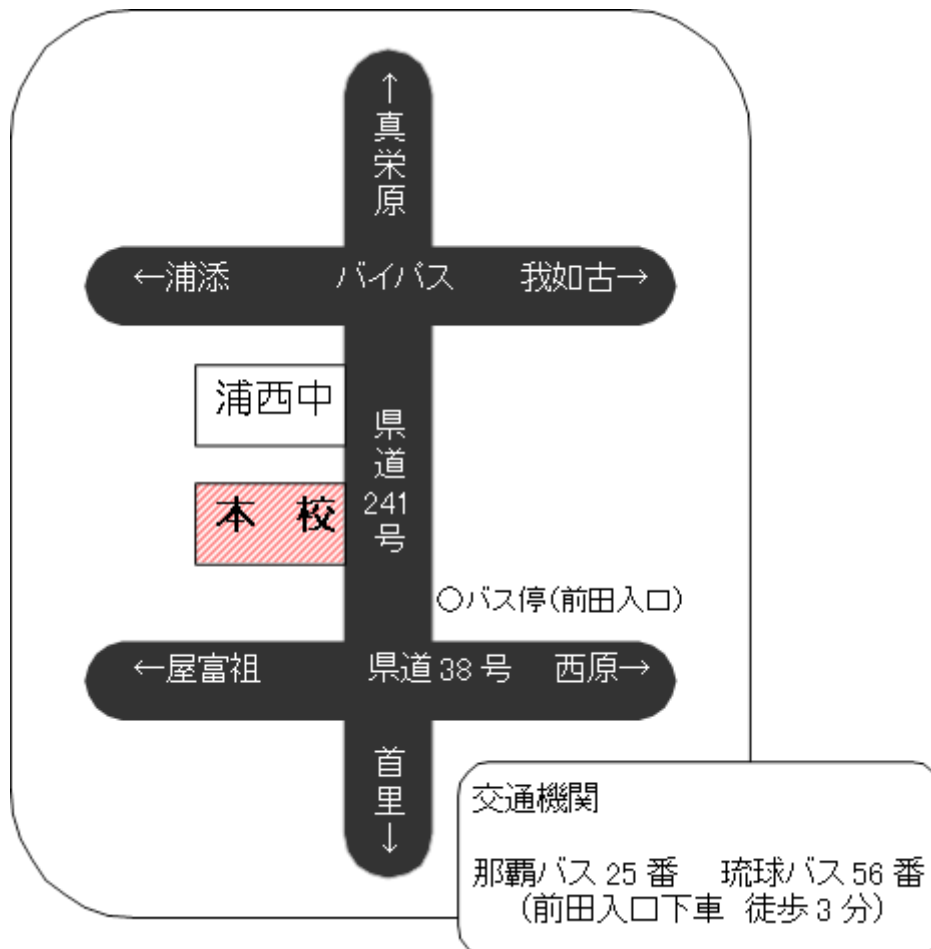 ↑真栄原
←浦添　バイパス　我如古→
浦西中
県道241号
本　校
○バス停(前田入口)
←屋富祖　県道38号　西原→
首里↓
交通機関
那覇バス25番　琉球バス56番
(前田入口下車 徒歩3分)